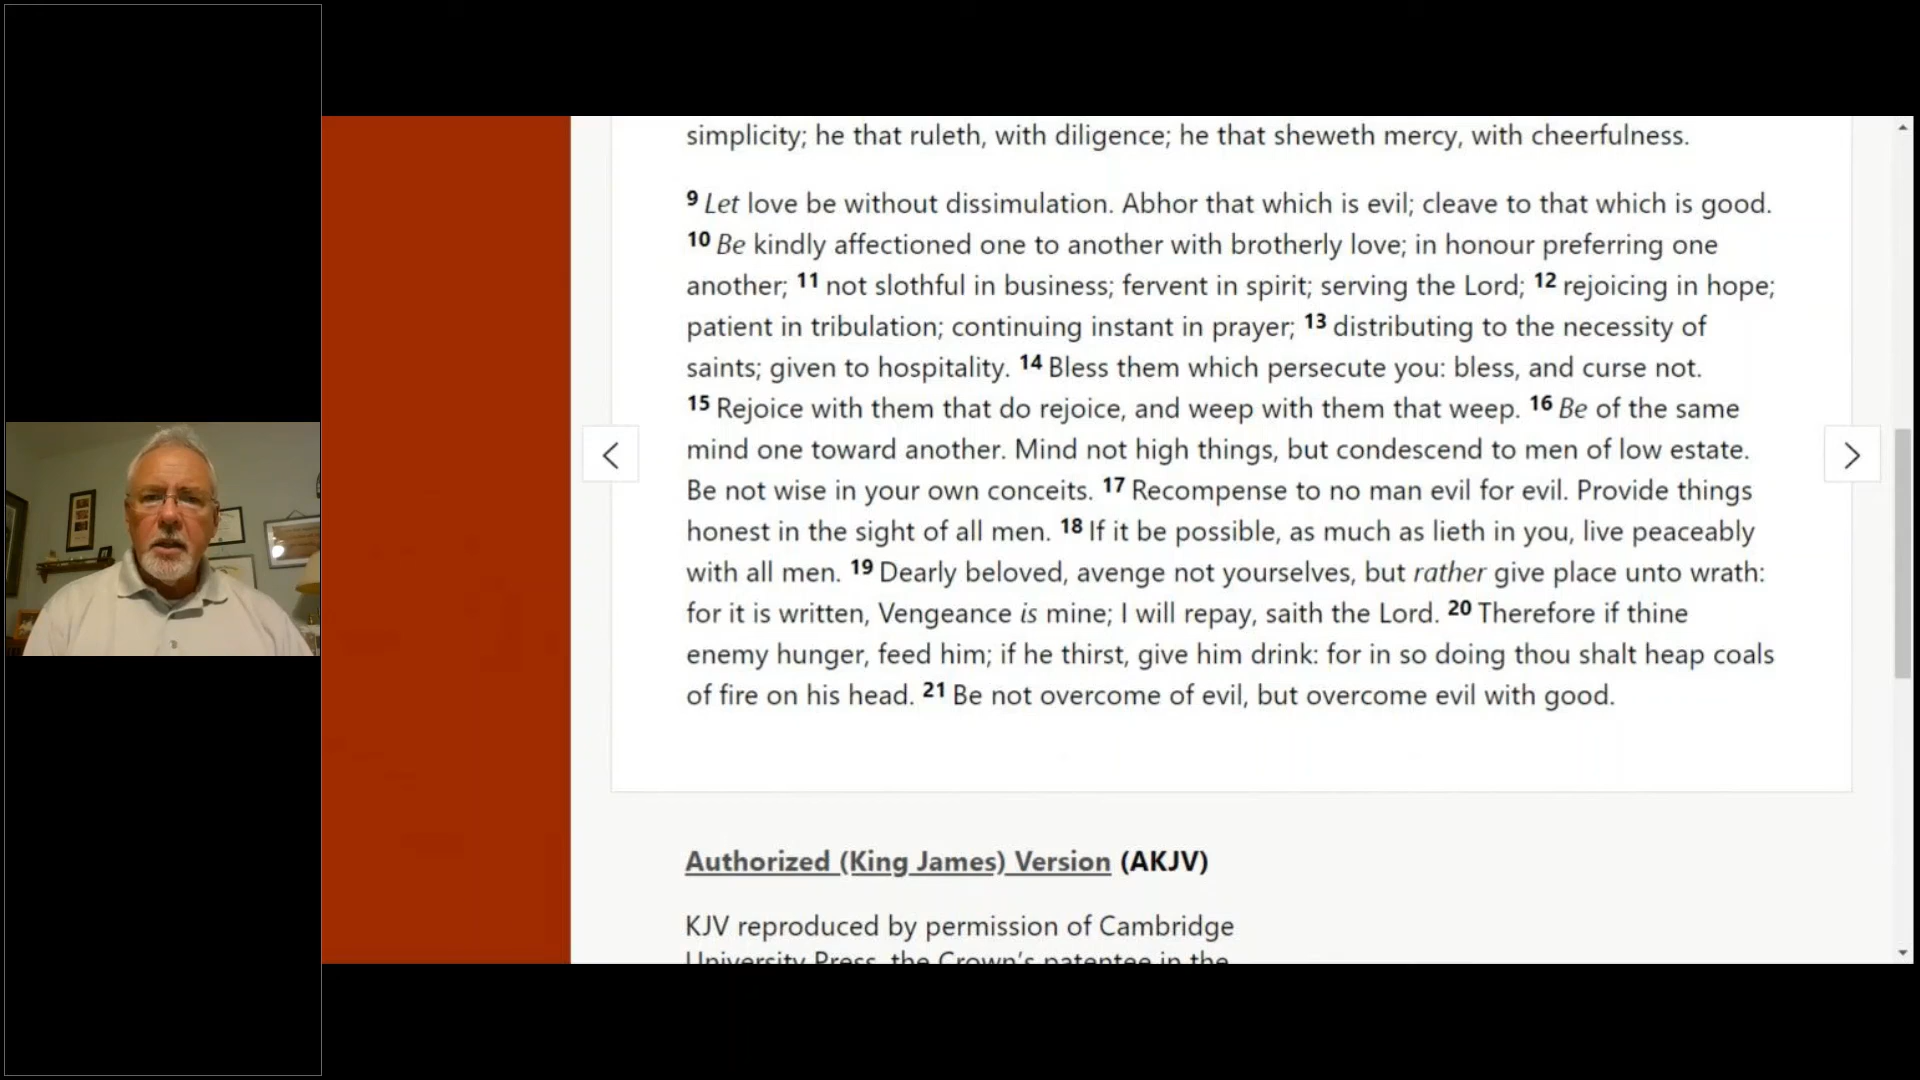 simplicity; he that ruleth, with diligence; he that sheweth mercy, with cheerfulness.
9 Let love be without dissimulation. Abhor that which is evil; cleave to that which is good.
10 Be kindly affectioned one to another with brotherly love; in honour preferring one
another; 11 not slothful in business; fervent in spirit; serving the Lord; 12 rejoicing in hope;
patient in tribulation; continuing instant in prayer; 13 distributing to the necessity of
saints; given to hospitality. 14 Bless them which persecute you: bless, and curse not.
15 Rejoice with them that do rejoice, and weep with them that weep. 16 Be of the same
mind one toward another. Mind not high things, but condescend to men of low estate.
Be not wise in your own conceits. 17 Recompense to no man evil for evil. Provide things
honest in the sight of all men. 18 If it be possible, as much as lieth in you, live peaceably
with all men. 19 Dearly beloved, avenge not yourselves, but rather give place unto wrath:
for it is written, Vengeance is mine; I will repay, saith the Lord. 20 Therefore if thine
enemy hunger, feed him; if he thirst, give him drink: for in so doing thou shalt heap coals
of fire on his head. 21 Be not overcome of evil, but overcome evil with good.
Authorized (King James) Version (AKJV)
KJV reproduced by permission of Cambridge
University Press, the Crown's patentee in the